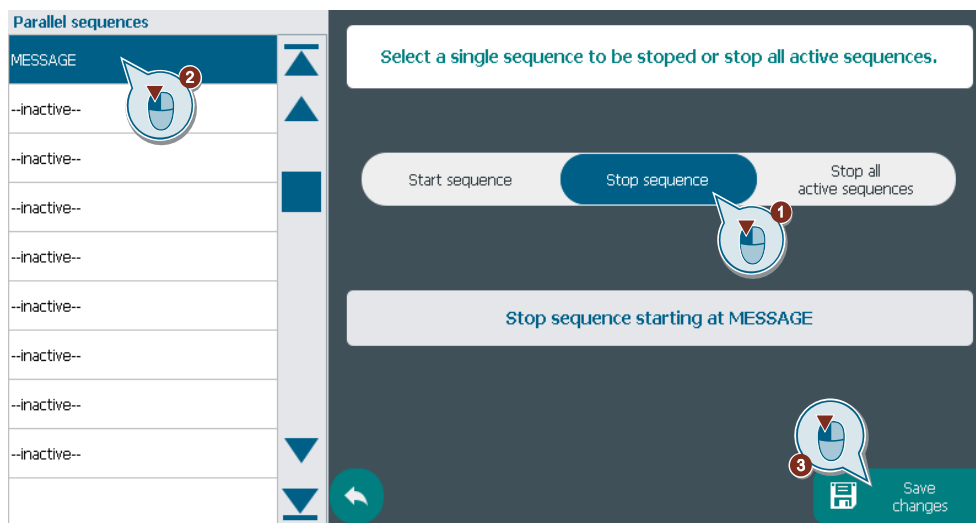 Parallel sequences
MESSAGE
--inactive--
--inactive--
--inactive--
--inactive--
--inactive--
--inactive--
--inactive--
--inactive--
Select a single sequence to be stoped or stop all active sequences.
Start sequence
Stop sequence
Stop all
active sequences
Stop sequence starting at MESSAGE
Save
changes
1
2
3